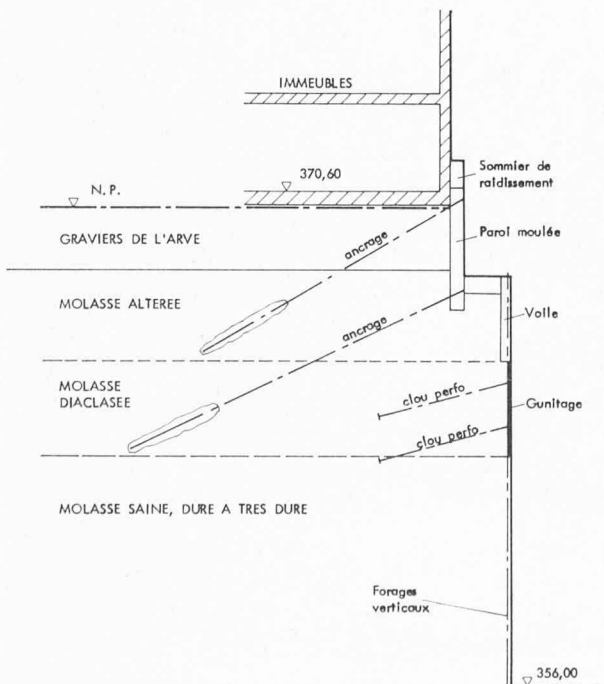 IMMEUBLES
370,60
Sommier de
raidissement
N.P.
Paroi moulée
GRAVIERS DE L'ARVE
ancrage
MOLASSE ALTEREE
ancrage
Voile
MOLASSE
DIACLASEE
clou perfo
Gunitage
clou perfo
MOLASSE SAINE, DURE A TRES DURE
Forages
verticaux
356,00